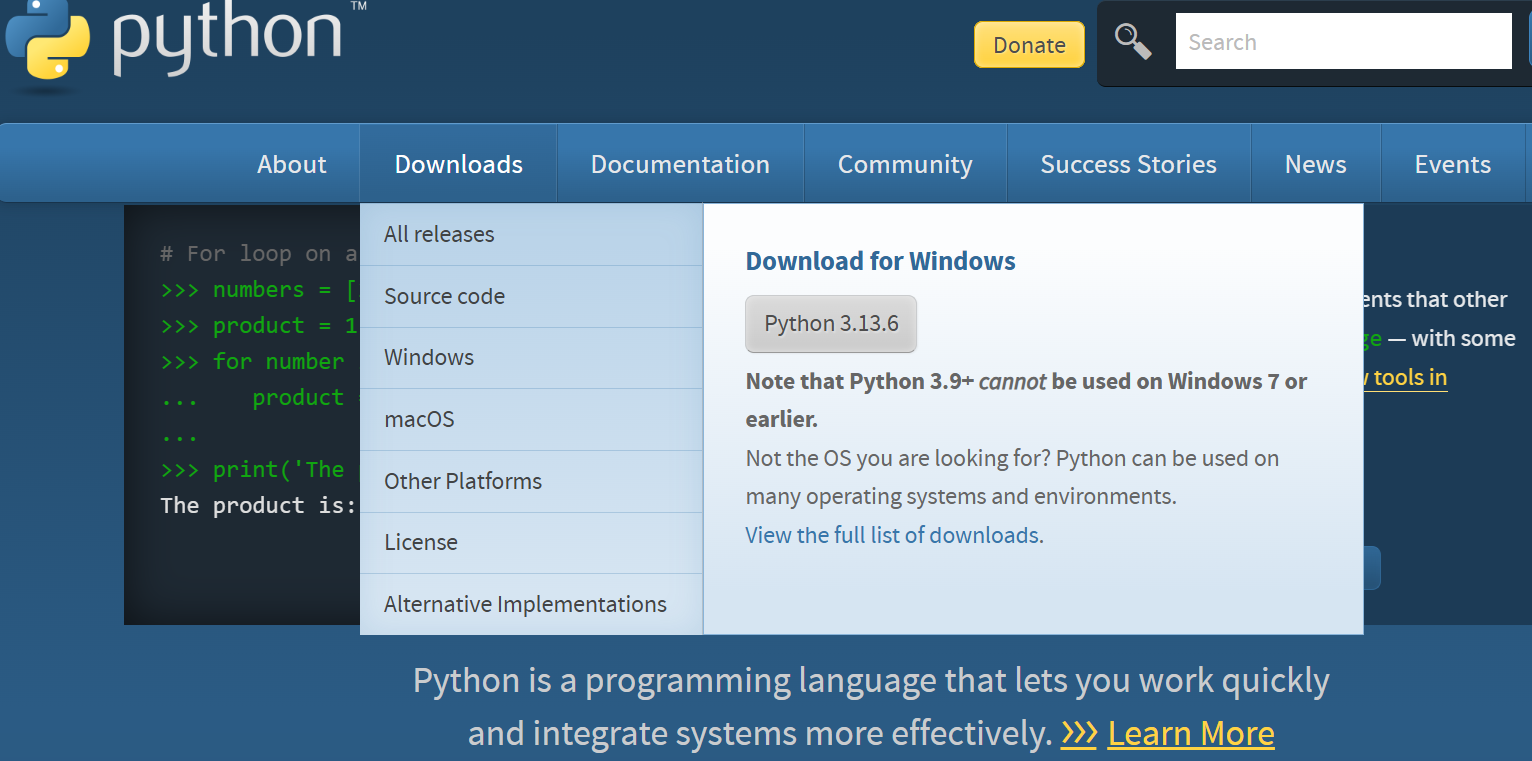 python™
Donate
Search
About
Downloads
Documentation
Community
Success Stories
News
Events
# For loop on a
>>> numbers = [
>>> product = 1
>>> for number
... product
...
>>> print('The
The product is:
All releases
Source code
Windows
macOS
Other Platforms
License
Alternative Implementations
Download for Windows
Python 3.13.6
Note that Python 3.9+ cannot be used on Windows 7 or
earlier.
Not the OS you are looking for? Python can be used on
many operating systems and environments.
View the full list of downloads.
that other
— with some
tools in
Python is a programming language that lets you work quickly
and integrate systems more effectively. >>> Learn More